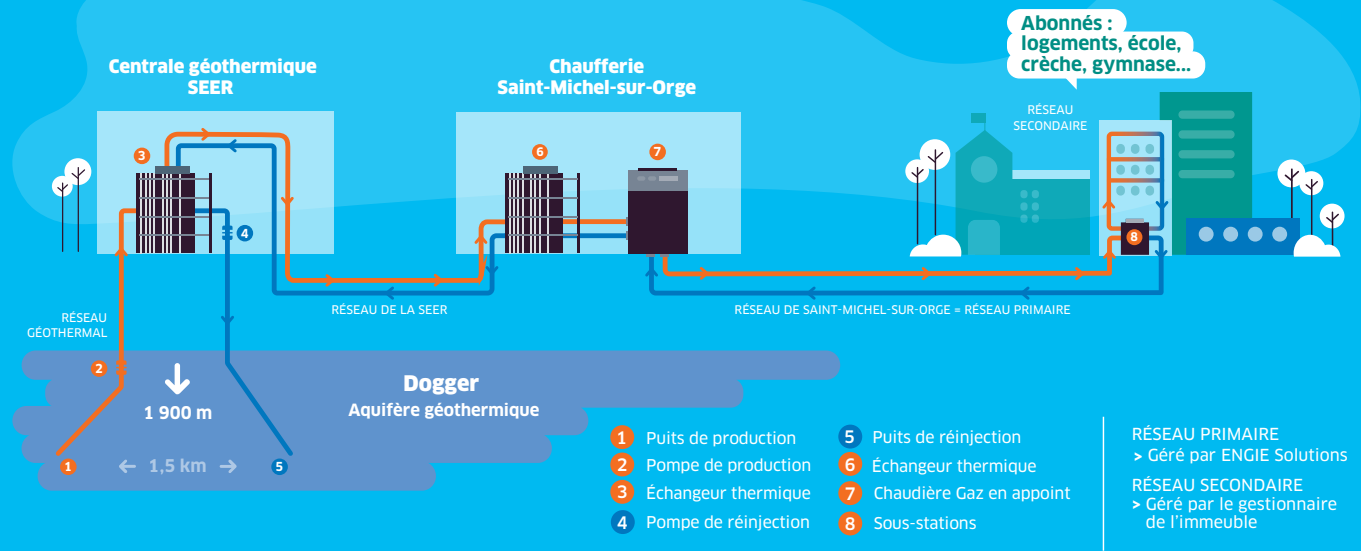 Abonnés :
logements, école,
crèche, gymnase...
Centrale géothermique
SEER
Chaufferie
Saint-Michel-sur-Orge
RÉSEAU
SECONDAIRE
3
6
7
4
8
RÉSEAU
GÉOTHERMAL
RÉSEAU DE LA SEER
RÉSEAU DE SAINT-MICHEL-SUR-ORGE = RÉSEAU PRIMAIRE
2
1 900 m
Dogger
Aquifère géothermique
1
1,5 km
5
1 Puits de production
2 Pompe de production
3 Échangeur thermique
4 Pompe de réinjection
5 Puits de réinjection
6 Échangeur thermique
7 Chaudière Gaz en appoint
8 Sous-stations
RÉSEAU PRIMAIRE
> Géré par ENGIE Solutions
RÉSEAU SECONDAIRE
> Géré par le gestionnaire
de l'immeuble